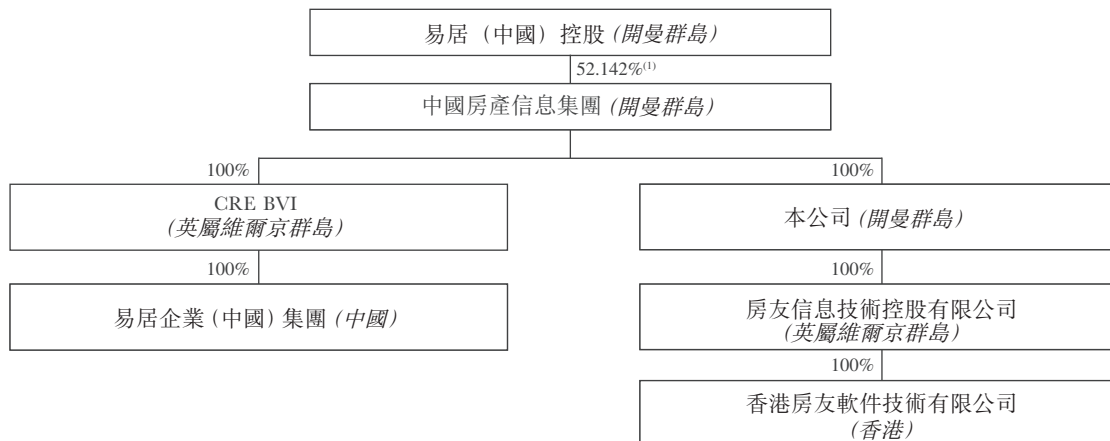 易居（中國）控股 (開曼群島)
52.142%(1)
中國房產信息集團 (開曼群島)
100%
100%
CRE BVI
(英屬維爾京群島)
本公司 (開曼群島)
100%
100%
易居企業（中國）集團 (中國)
房友信息技術控股有限公司
(英屬維爾京群島)
100%
香港房友軟件技術有限公司
(香港)